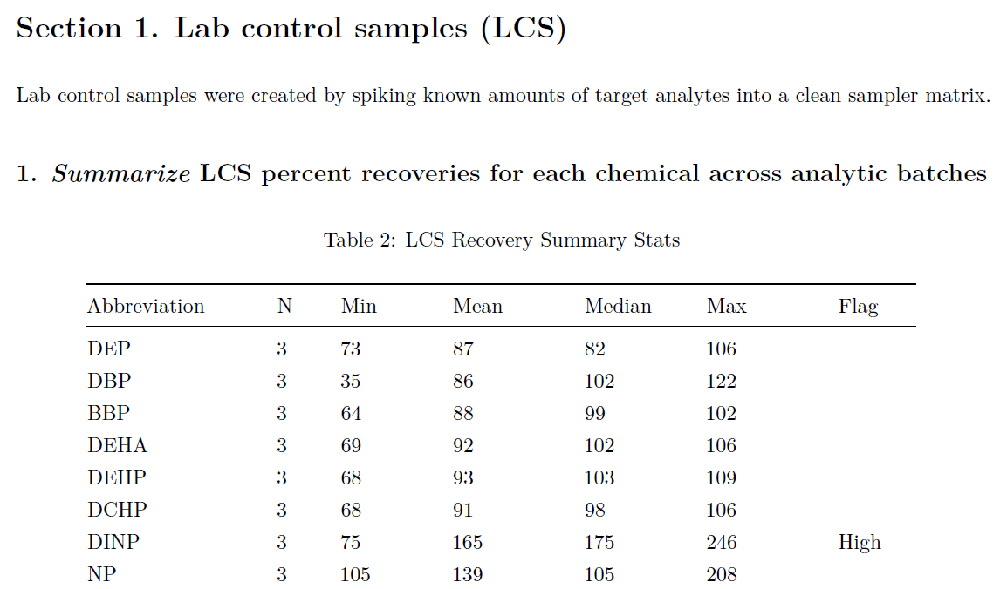 Section 1. Lab control samples (LCS)
Lab control samples were created by spiking known amounts of target analytes into a clean sampler matrix.
1. Summarize LCS percent recoveries for each chemical across analytic batches
Table 2: LCS Recovery Summary Stats
Abbreviation N Min Mean Median Max Flag
DEP 3 73 87 82 106
DBP 3 35 86 102 122
BBP 3 64 88 99 102
DEHA 3 69 92 102 106
DEHP 3 68 93 103 109
DCHP 3 68 91 98 106
DINP 3 75 165 175 246 High
NP 3 105 139 105 208